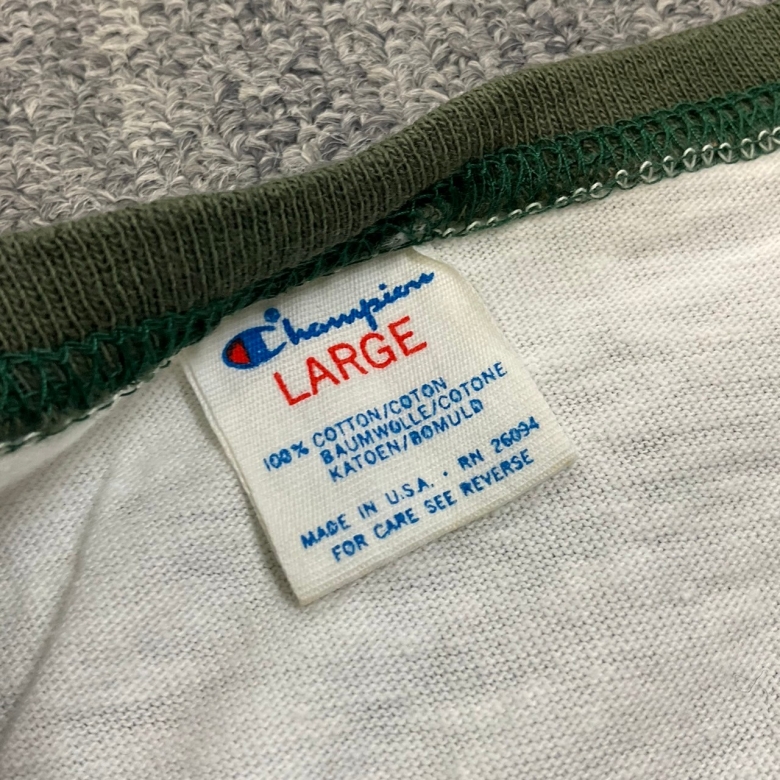 Champion
LARGE
100% COTTON/COTON
BAUMWOLLE/COTONE
KATOEN/BOMULD
MADE IN U.S.A. • RN 26094
FOR CARE SEE REVERSE